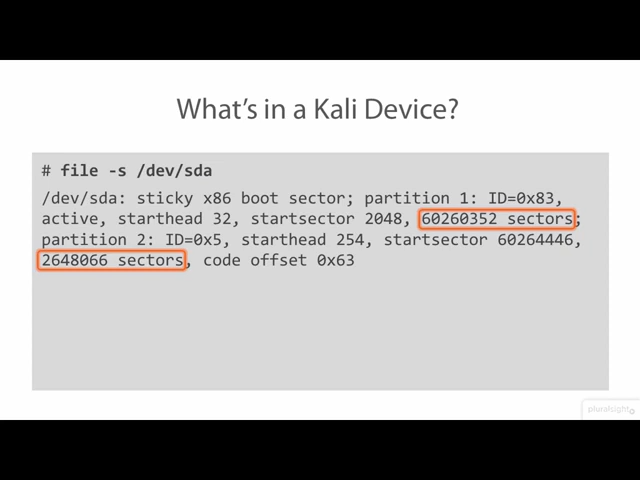 What's in a Kali Device?
# file -s /dev/sda
/dev/sda: sticky x86 boot sector; partition 1: ID=0x83,
active, starthead 32, startsector 2048, 60260352 sectors;
partition 2: ID=0x5, starthead 254, startsector 60264446,
2648066 sectors, code offset 0x63
pluralsight